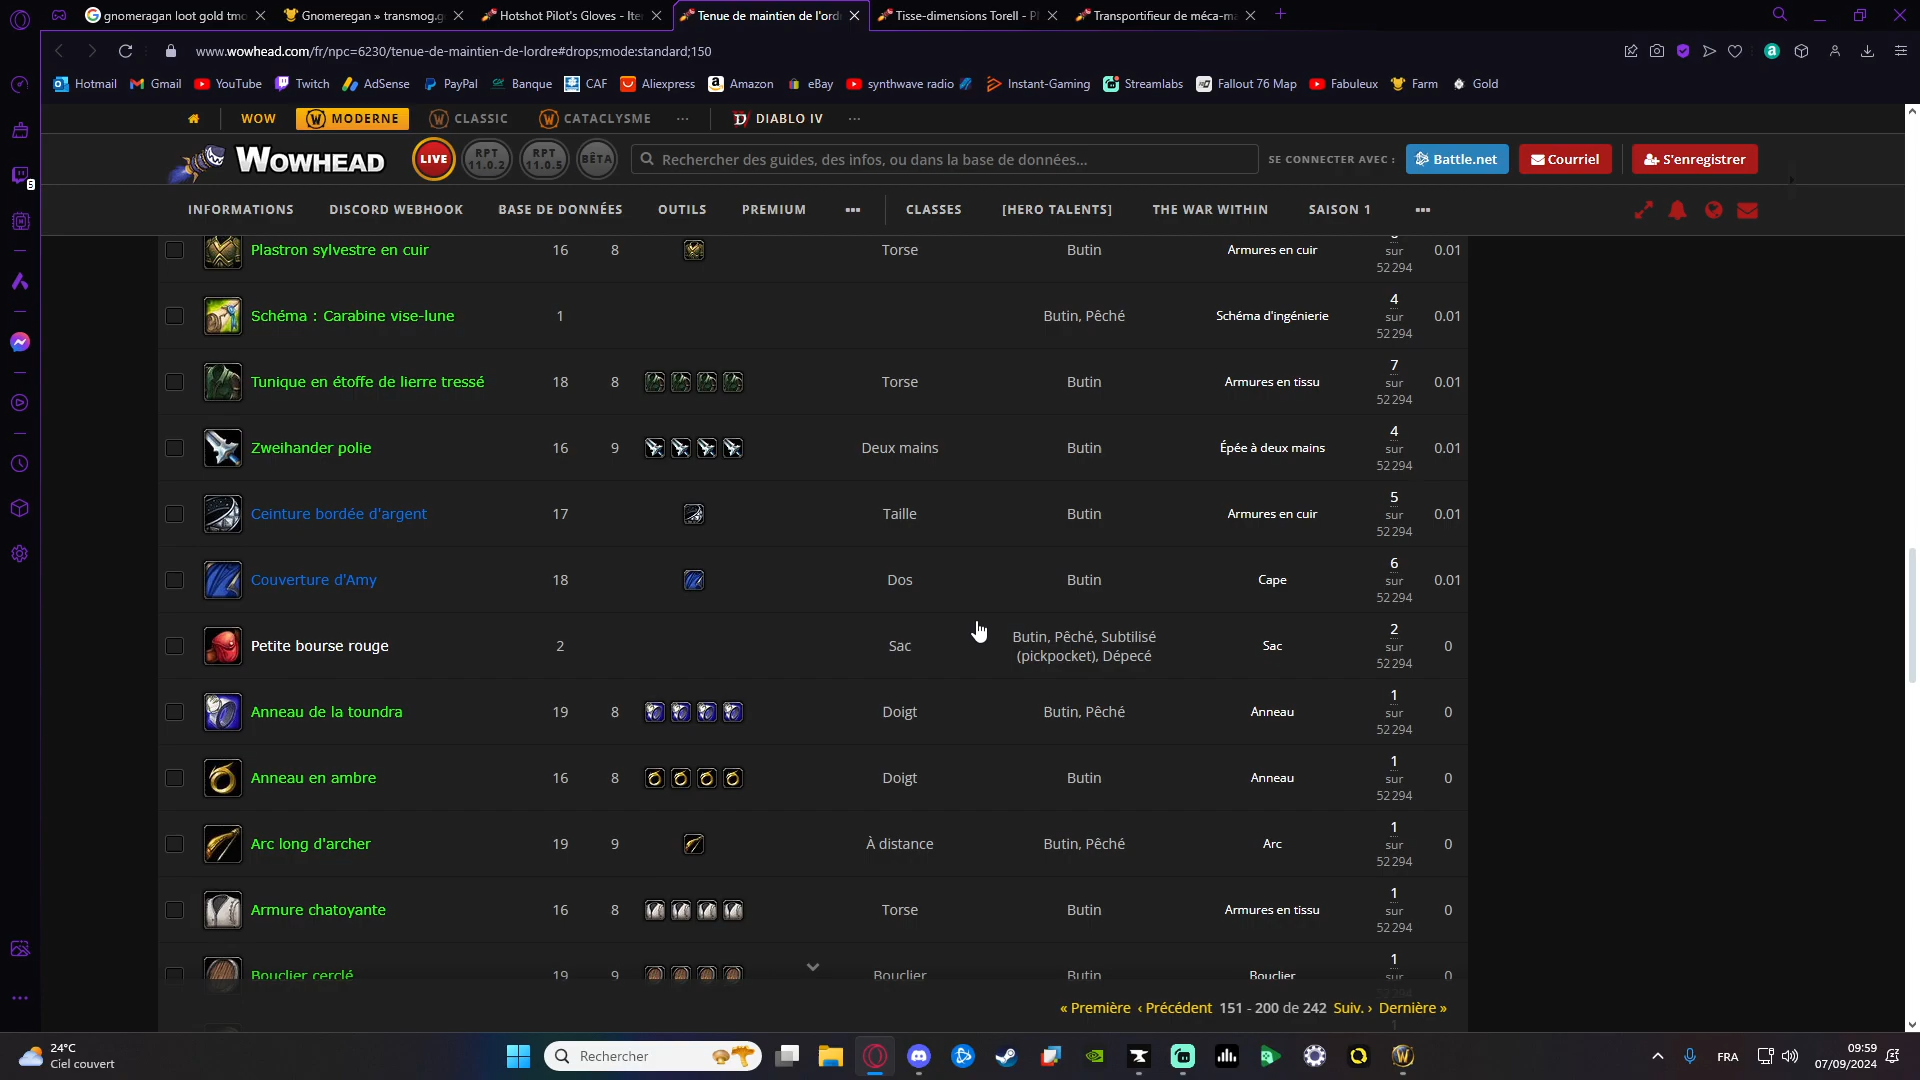 gnomeragan loot gold tmo
Gnomeregan » transmog.g
Hotshot Pilot's Gloves - Ite
Tenue de maintien de l'ord
Tisse-dimensions Torell - P
Transportifieur de méca-m
www.wowhead.com/fr/npc=6230/tenue-de-maintien-de-lordre#drops;mode:standard;150
Hotmail Gmail YouTube Twitch AdSense PayPal Banque CAF Aliexpress Amazon eBay synthwave radio Instant-Gaming Streamlabs Fallout 76 Map Fabuleux Farm Gold
WOW MODERNE CLASSIC CATACLYSME ... DIABLO IV ...
WOWHEAD LIVE RPT 11.0.2 RPT 11.0.5 BÊTA Rechercher des guides, des infos, ou dans la base de données... SE CONNECTER AVEC : Battle.net Courriel S'enregistrer
INFORMATIONS DISCORD WEBHOOK BASE DE DONNÉES OUTILS PREMIUM ... CLASSES [HERO TALENTS] THE WAR WITHIN SAISON 1 ...
Plastron sylvestre en cuir 16 8 Torse Butin Armures en cuir sur 52 294 0.01
Schéma : Carabine vise-lune 1 Butin, Pêché Schéma d'ingénierie 4 sur 52 294 0.01
Tunique en étoffe de lierre tressé 18 8 Torse Butin Armures en tissu 7 sur 52 294 0.01
Zweihander polie 16 9 Deux mains Butin Épée à deux mains 4 sur 52 294 0.01
Ceinture bordée d'argent 17 Taille Butin Armures en cuir 5 sur 52 294 0.01
Couverture d'Amy 18 Dos Butin Cape 6 sur 52 294 0.01
Petite bourse rouge 2 Sac Butin, Pêché, Subtilisé (pickpocket), Dépecé Sac 2 sur 52 294 0
Anneau de la toundra 19 8 Doigt Butin, Pêché Anneau 1 sur 52 294 0
Anneau en ambre 16 8 Doigt Butin Anneau 1 sur 52 294 0
Arc long d'archer 19 9 À distance Butin, Pêché Arc 1 sur 52 294 0
Armure chatoyante 16 8 Torse Butin Armures en tissu 1 sur 52 294 0
Bouclier cerclé 19 9 Bouclier Butin Bouclier 1 sur 0
« Première ‹ Précédent 151 - 200 de 242 Suiv. › Dernière »
24°C
Ciel couvert
Rechercher
FRA
09:59
07/09/2024
5